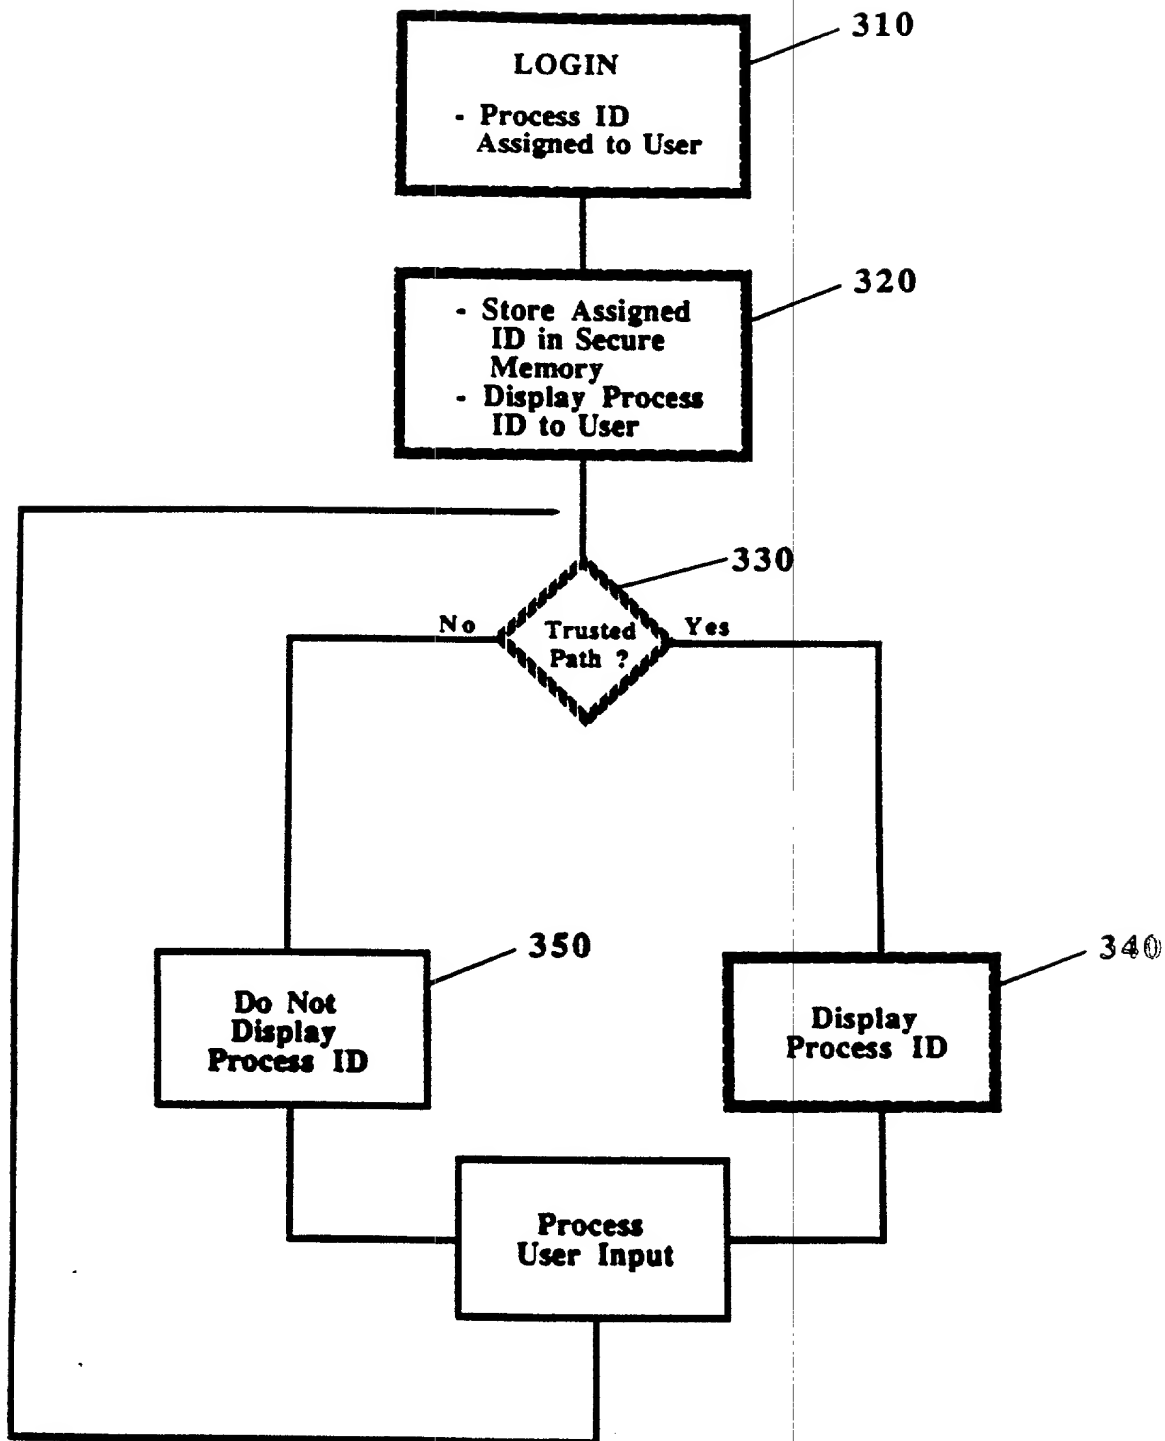 310
LOGIN
- Process ID
Assigned to User
320
- Store Assigned
ID in Secure
Memory
- Display Process
ID to User
330
No
Yes
Trusted
Path ?
350
340
Do Not
Display
Process ID
Display
Process ID
Process
User Input